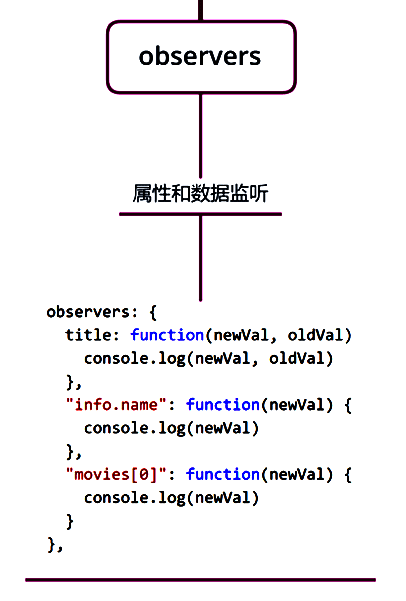 observers
属性和数据监听
observers: {
  title: function(newVal, oldVal)
    console.log(newVal, oldVal)
  },
  "info.name": function(newVal) {
    console.log(newVal)
  },
  "movies[0]": function(newVal) {
    console.log(newVal)
  }
},